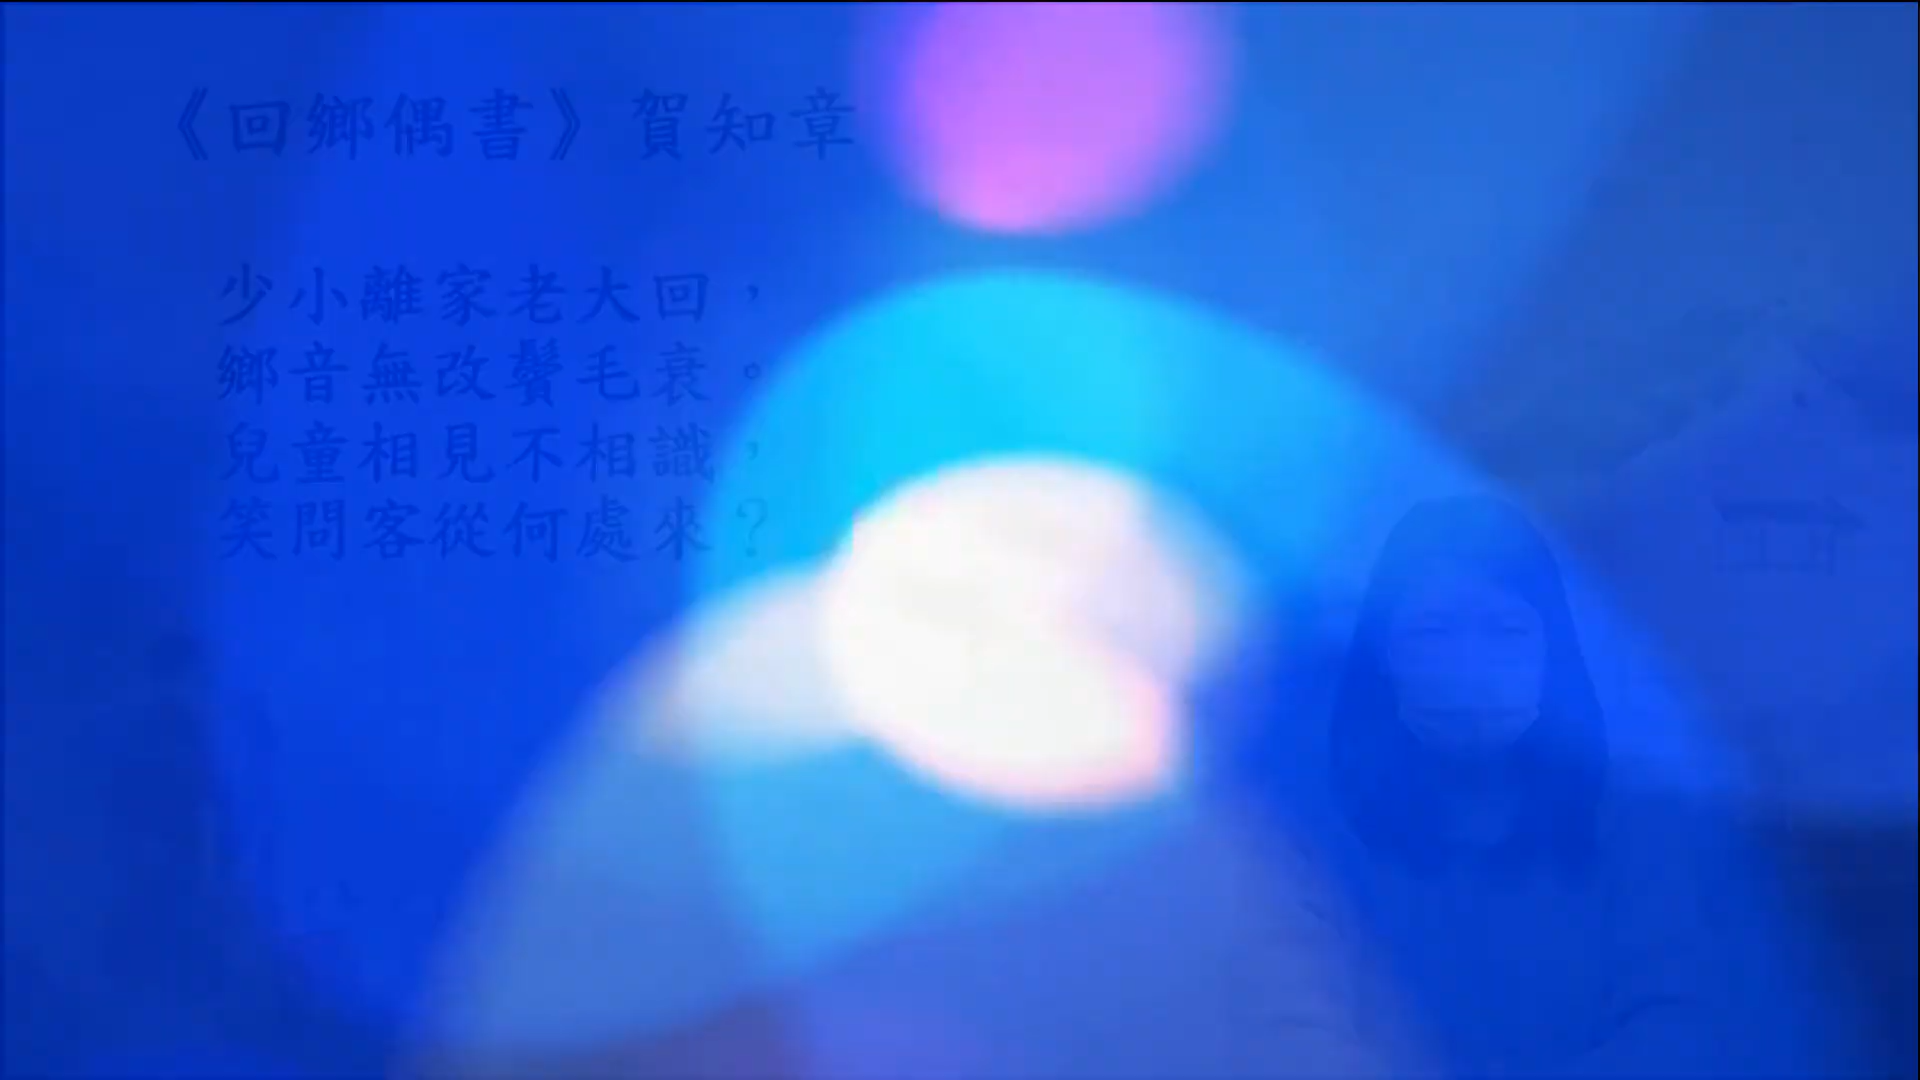 《回鄉偶書》賀知章
少小離家老大回，
鄉音無改鬢毛衰。
兒童相見不相識，
笑問客從何處來？